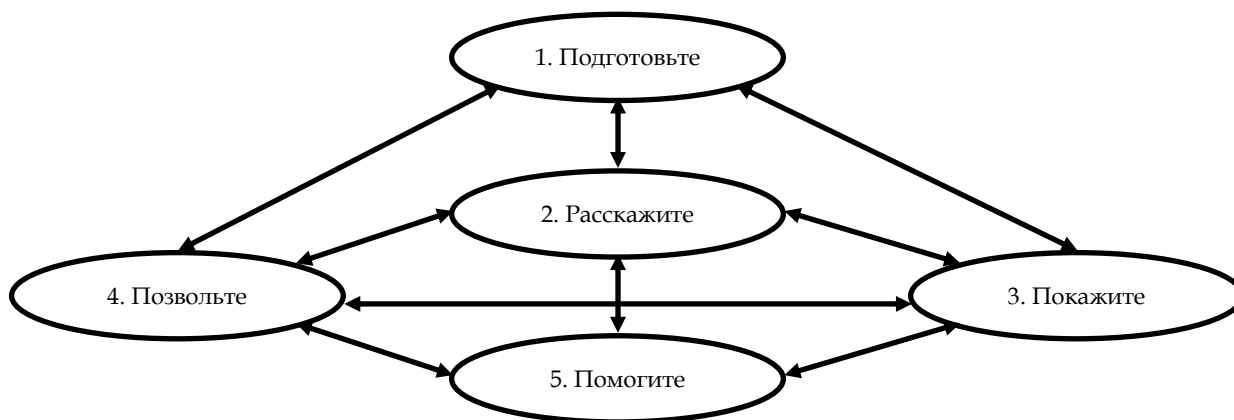 1. Подготовьте
2. Расскажите
4. Позвольте
3. Покажите
5. Помогите